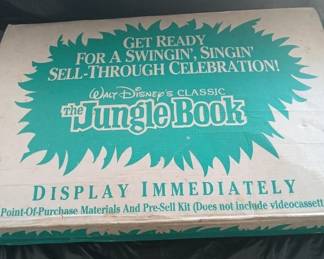 GET READY
FOR A SWINGIN', SINGIN'
SELL-THROUGH CELEBRATION!
WALT DISNEY'S CLASSIC
The Jungle Book
DISPLAY IMMEDIATELY
Point-Of-Purchase Materials And Pre-Sell Kit (Does not include videocassett